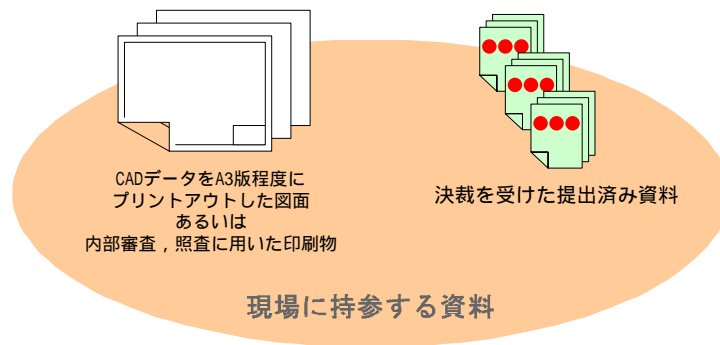 CADデータをA3版程度に
プリントアウトした図面
あるいは
内部審査，照査に用いた印刷物
決裁を受けた提出済み資料
現場に持参する資料